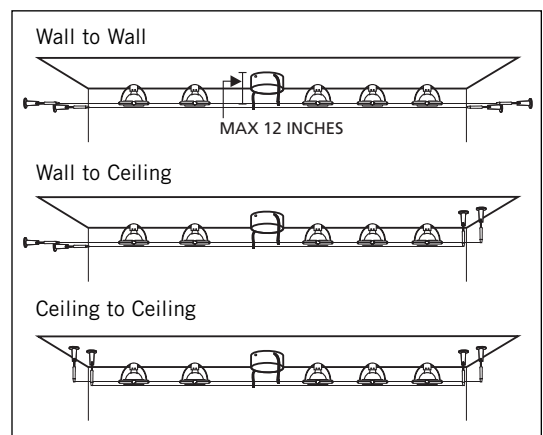 Wall to Wall
MAX 12 INCHES
Wall to Ceiling
Ceiling to Ceiling